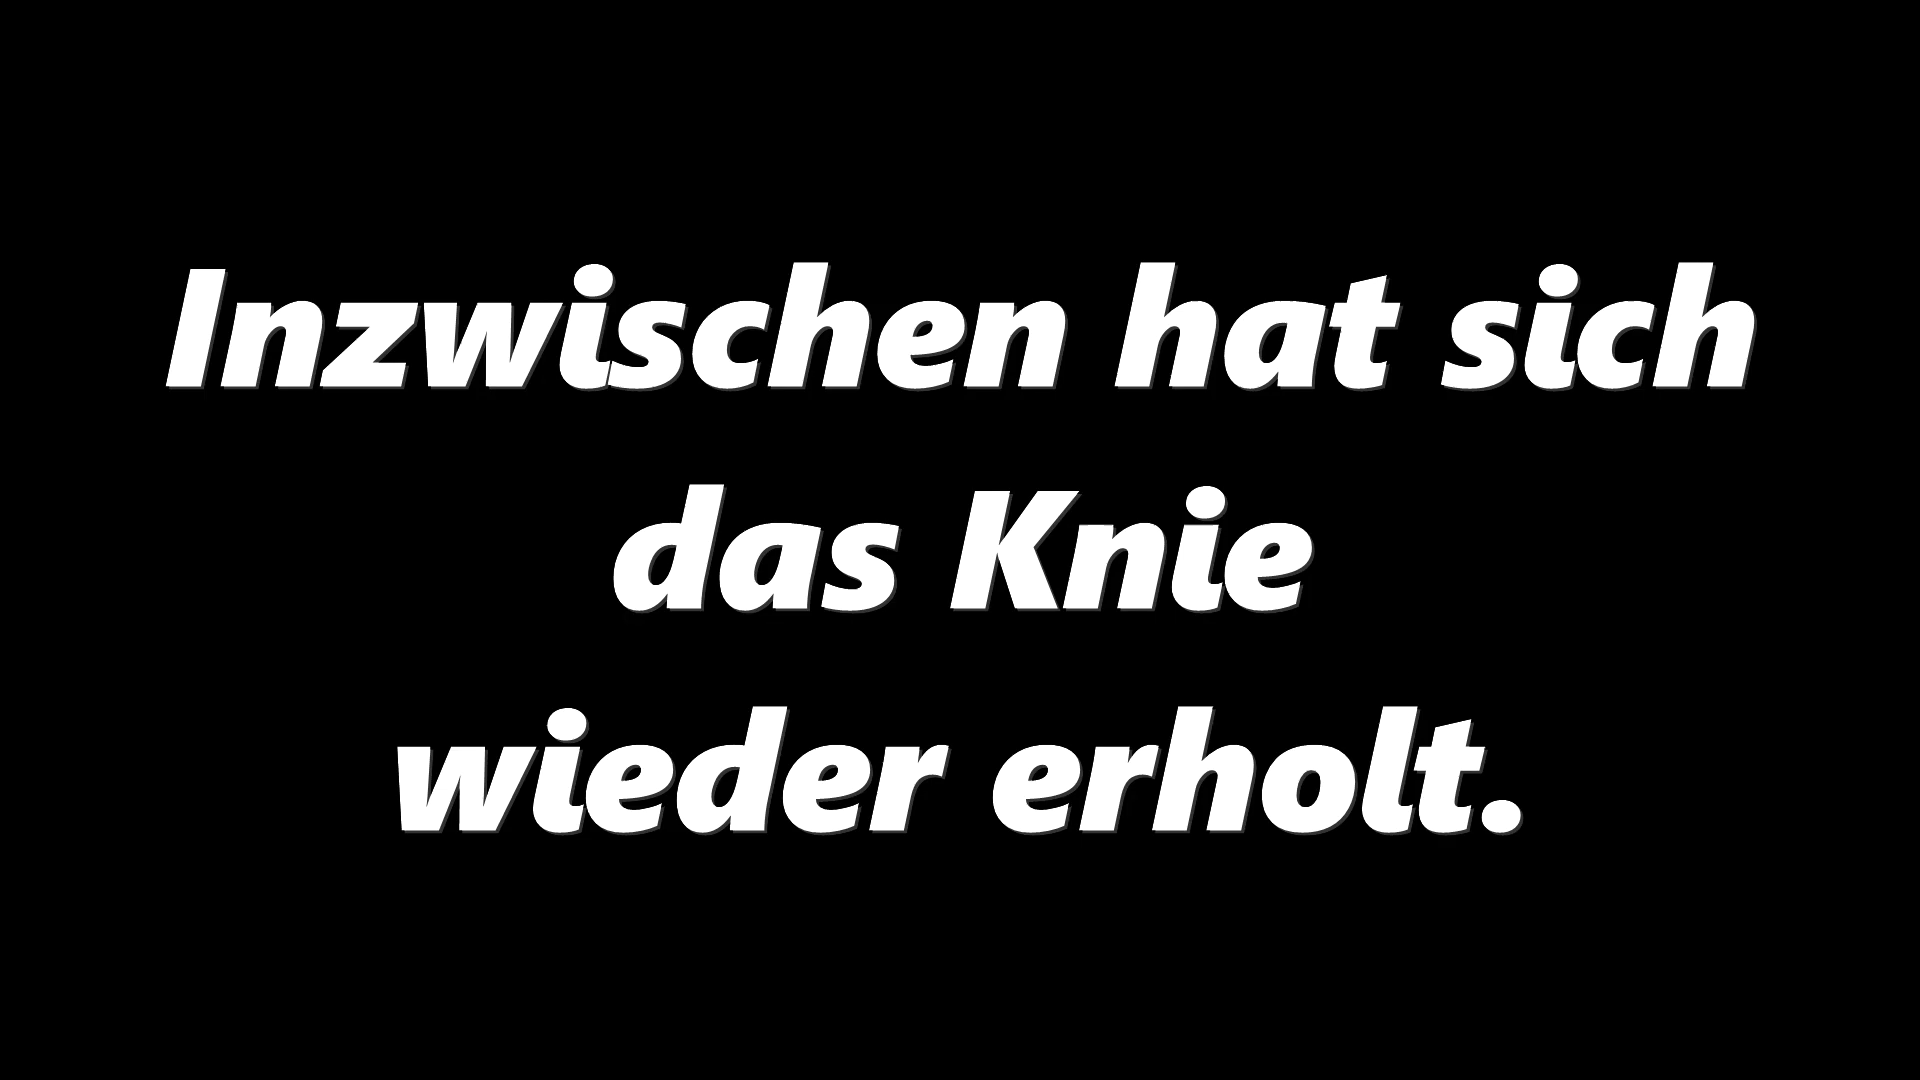 Inzwischen hat sich
das Knie
wieder erholt.